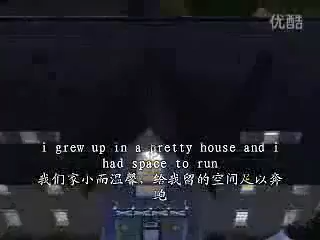 优酷
i grew up in a pretty house and i
had space to run
我们家小而温馨，给我留的空间足以奔
跑